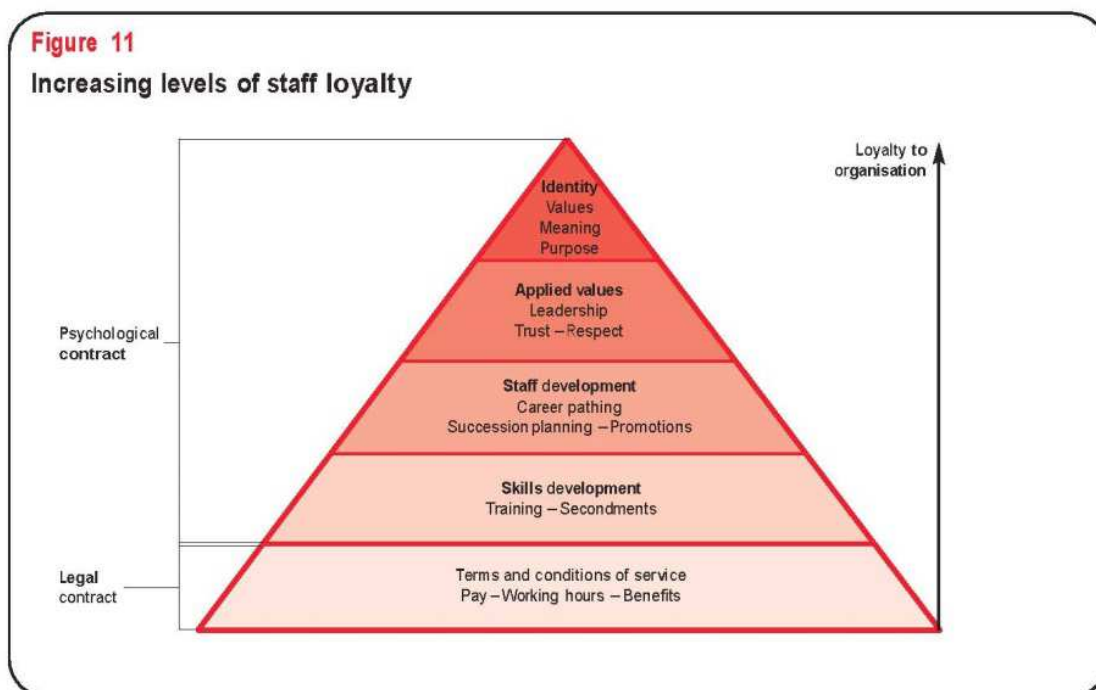 Figure 11
Increasing levels of staff loyalty
Loyalty to
organisation
Identity
Values
Meaning
Purpose
Applied values
Leadership
Trust – Respect
Psychological
contract
Staff development
Career pathing
Succession planning – Promotions
Skills development
Training – Secondments
Legal
contract
Terms and conditions of service
Pay – Working hours – Benefits